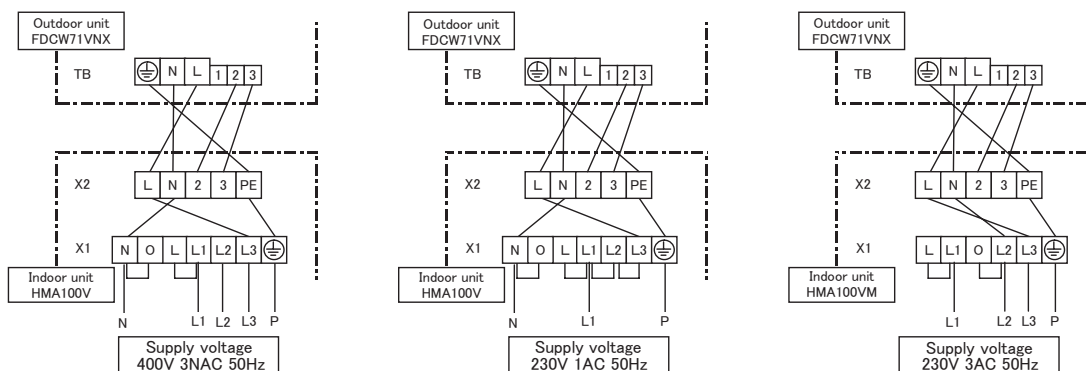 Outdoor unit
FDCW71VNX
TB
⏚ N L 1 2 3
X2
L N 2 3 PE
X1
N O L L1 L2 L3 ⏚
Indoor unit
HMA100V
N L1 L2 L3 P
Supply voltage
400V 3NAC 50Hz
Outdoor unit
FDCW71VNX
TB
⏚ N L 1 2 3
X2
L N 2 3 PE
X1
N O L L1 L2 L3 ⏚
Indoor unit
HMA100V
N L1 P
Supply voltage
230V 1AC 50Hz
Outdoor unit
FDCW71VNX
TB
⏚ N L 1 2 3
X2
L N 2 3 PE
X1
L L1 O L2 L3 ⏚
Indoor unit
HMA100VM
L1 L2 L3 P
Supply voltage
230V 3AC 50Hz